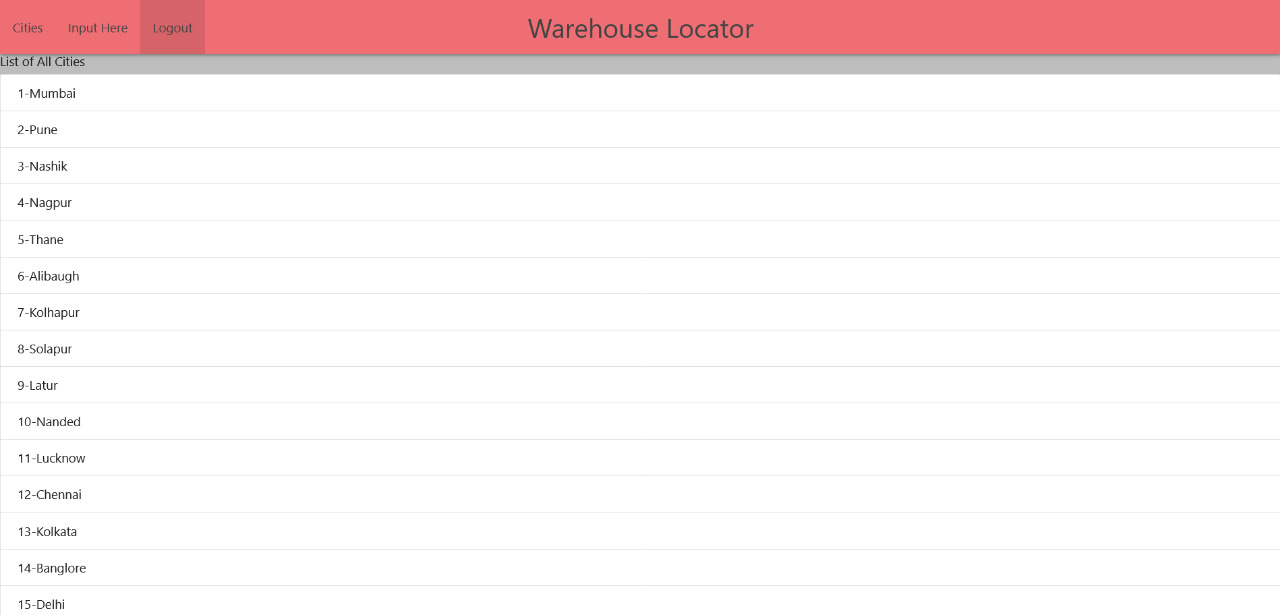 Cities Input Here Logout Warehouse Locator
List of All Cities
1-Mumbai
2-Pune
3-Nashik
4-Nagpur
5-Thane
6-Alibaugh
7-Kolhapur
8-Solapur
9-Latur
10-Nanded
11-Lucknow
12-Chennai
13-Kolkata
14-Banglore
15-Delhi